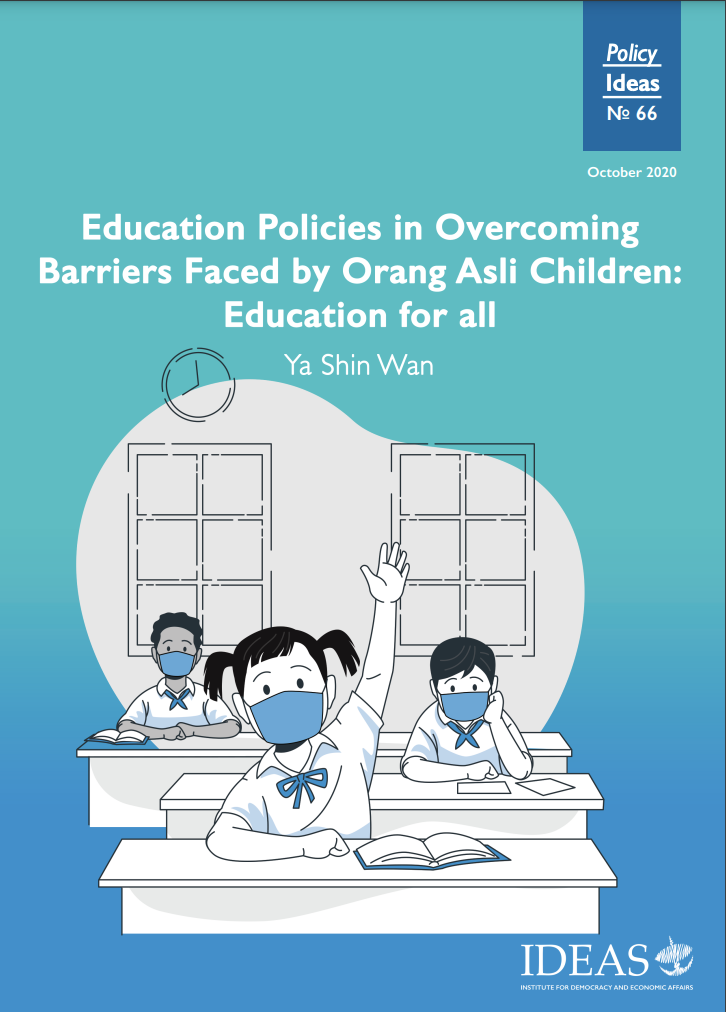 Policy
Ideas
№ 66
October 2020
Education Policies in Overcoming
Barriers Faced by Orang Asli Children:
Education for all
Ya Shin Wan
IDEAS
INSTITUTE FOR DEMOCRACY AND ECONOMIC AFFAIRS